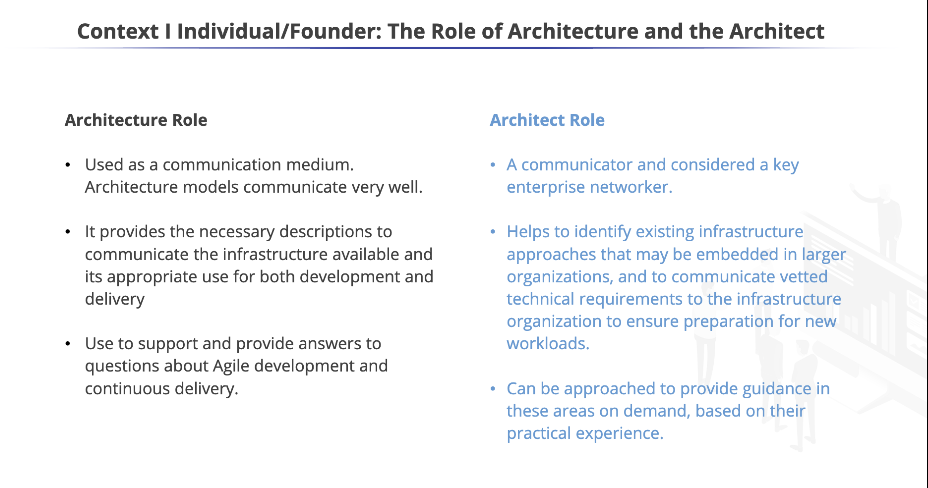 Context I Individual/Founder: The Role of Architecture and the Architect
Architecture Role
• Used as a communication medium.
Architecture models communicate very well.
• It provides the necessary descriptions to
communicate the infrastructure available and
its appropriate use for both development and
delivery
• Use to support and provide answers to
questions about Agile development and
continuous delivery.
Architect Role
• A communicator and considered a key
enterprise networker.
• Helps to identify existing infrastructure
approaches that may be embedded in larger
organizations, and to communicate vetted
technical requirements to the infrastructure
organization to ensure preparation for new
workloads.
• Can be approached to provide guidance in
these areas on demand, based on their
practical experience.